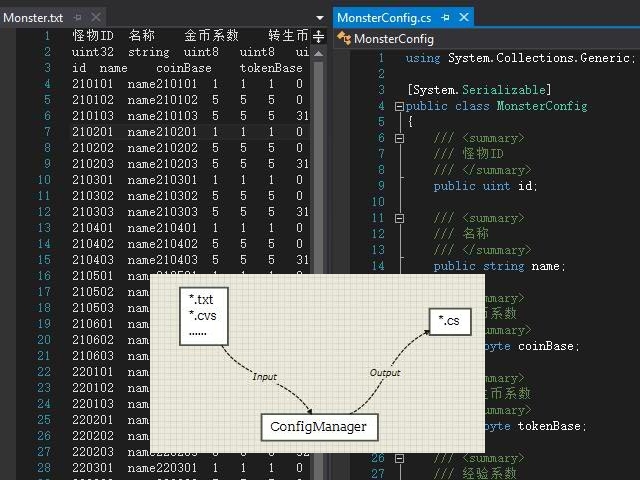 Monster.txt
MonsterConfig.cs
MonsterConfig
1 怪物ID 名称 金币系数 转生币
2 uint32 string uint8 uint8 ui
3 id name coinBase tokenBase
4 210101 name210101 1 1 1 0
5 210102 name210102 5 5 5 0
6 210103 name210103 5 5 5 31
7 210201 name210201 1 1 1 0
8 210202 name210202 5 5 5 0
9 210203 name210203 5 5 5 31
10 210301 name210301 1 1 1 0
11 210302 name210302 5 5 5 0
12 210303 name210303 5 5 5 31
13 210401 name210401 1 1 1 0
14 210402 name210402 5 5 5 0
15 210403 name210403 5 5 5 31
16 210501
17 210502 nam
18 210503 nam
19 210601 nam
20 210602 nam
21 210603 nam
22 220101 nam
23 220102 nam
24 220103 nam
25 220201 nam
26 220202 nam
27 220203 nam
28 220301 name220301 1 1 1 0
1 using System.Collections.Generic;
2
3 [System.Serializable]
4 public class MonsterConfig
5 {
6 /// <summary>
7 /// 怪物ID
8 /// </summary>
9 public uint id;
10
11 /// <summary>
12 /// 名称
13 /// </summary>
14 public string name;
mmary>
币系数
ummary>
byte coinBase;
mmary>
生币系数
ummary>
byte tokenBase;
26 /// <summary>
27 /// 经验系数
*.txt
*.cvs
......
Input
ConfigManager
Output
*.cs